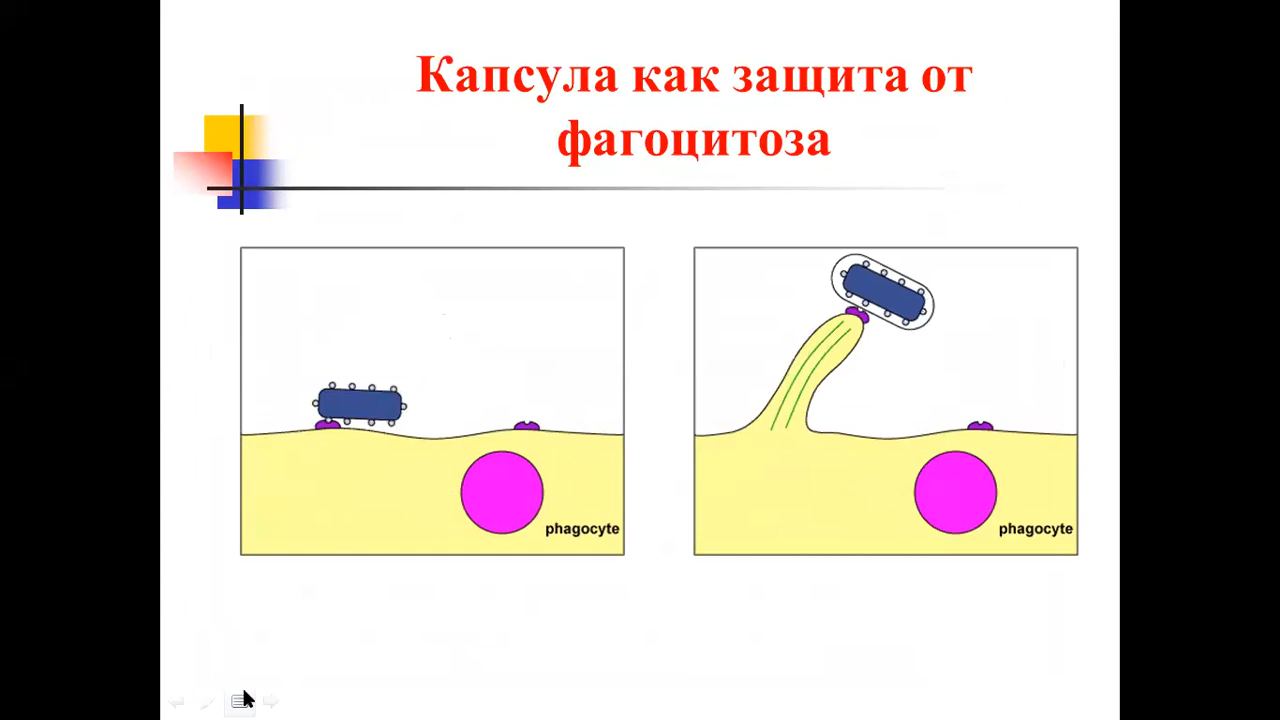 Капсула как защита от
фагоцитоза
phagocyte
phagocyte